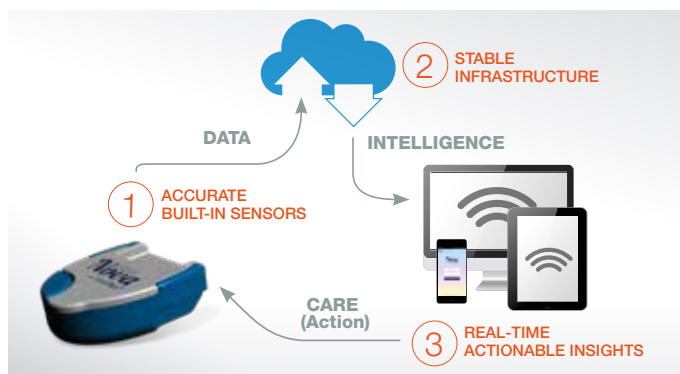 2
STABLE
INFRASTRUCTURE
DATA
INTELLIGENCE
1
ACCURATE
BUILT-IN SENSORS
CARE
(Action)
3
REAL-TIME
ACTIONABLE INSIGHTS